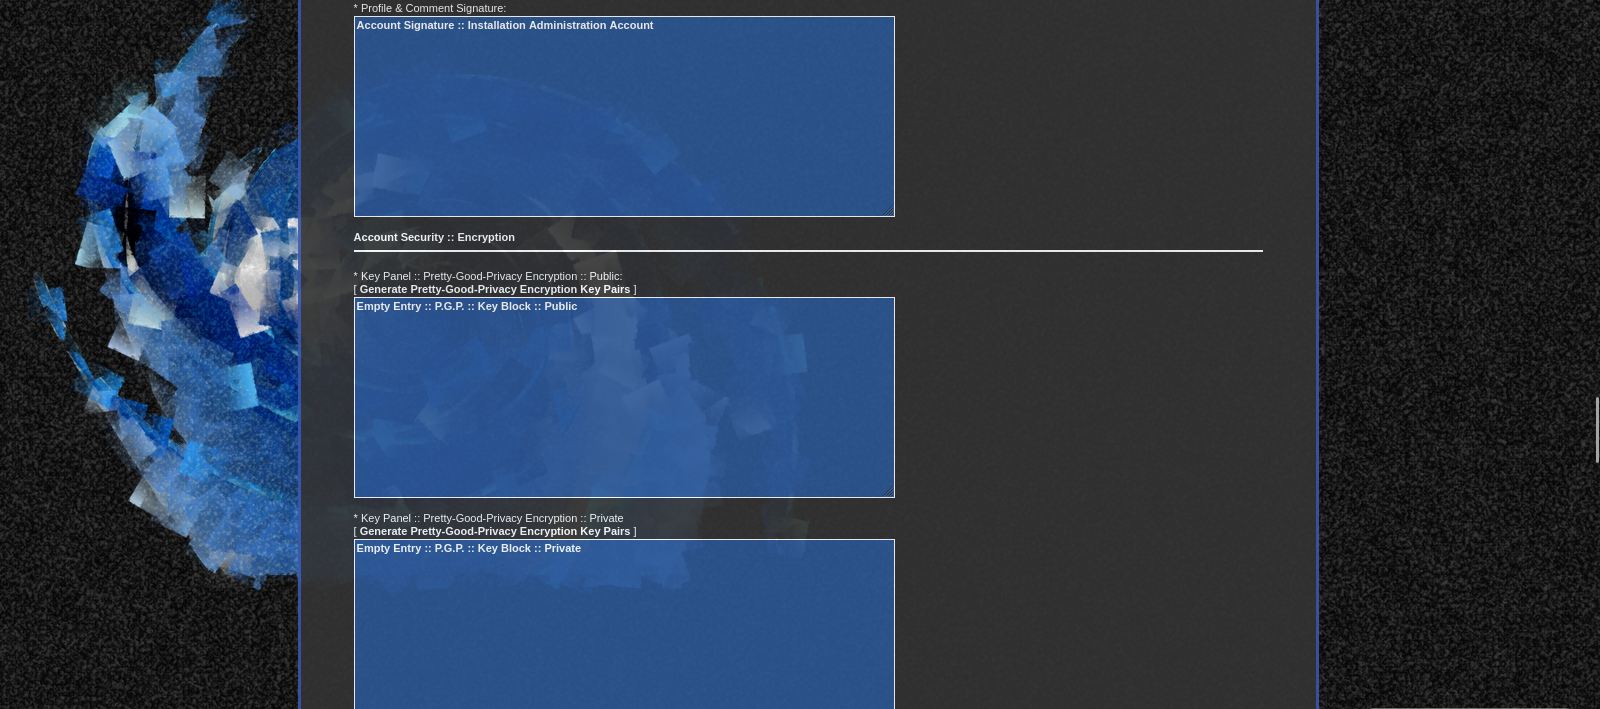 * Profile & Comment Signature:
Account Signature :: Installation Administration Account
Account Security :: Encryption
* Key Panel :: Pretty-Good-Privacy Encryption :: Public:
[ Generate Pretty-Good-Privacy Encryption Key Pairs ]
Empty Entry :: P.G.P. :: Key Block :: Public
* Key Panel :: Pretty-Good-Privacy Encryption :: Private
[ Generate Pretty-Good-Privacy Encryption Key Pairs ]
Empty Entry :: P.G.P. :: Key Block :: Private